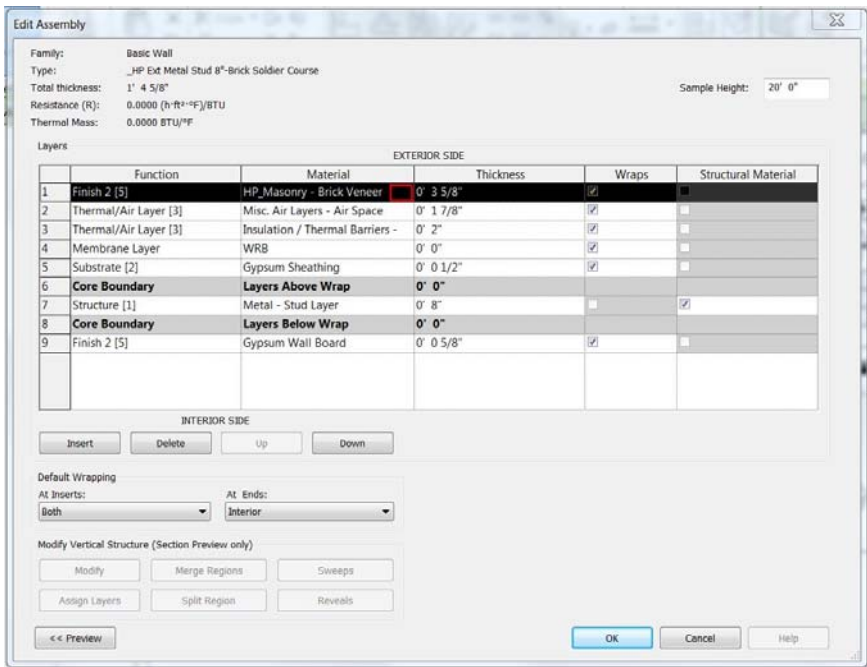 Edit Assembly
Family: Basic Wall
Type: _HP Ext Metal Stud 8"-Brick Soldier Course
Total thickness: 1' 4 5/8" Sample Height: 20' 0"
Resistance (R): 0.0000 (h·ft²·°F)/BTU
Thermal Mass: 0.0000 BTU/°F
Layers
EXTERIOR SIDE
Function Material Thickness Wraps Structural Material
1 Finish 2 [5] HP_Masonry - Brick Veneer 0' 3 5/8"
2 Thermal/Air Layer [3] Misc. Air Layers - Air Space 0' 1 7/8"
3 Thermal/Air Layer [3] Insulation / Thermal Barriers - 0' 2"
4 Membrane Layer WRB 0' 0"
5 Substrate [2] Gypsum Sheathing 0' 0 1/2"
6 Core Boundary Layers Above Wrap 0' 0"
7 Structure [1] Metal - Stud Layer 0' 8"
8 Core Boundary Layers Below Wrap 0' 0"
9 Finish 2 [5] Gypsum Wall Board 0' 0 5/8"
INTERIOR SIDE
Insert Delete Up Down
Default Wrapping
At Inserts: At Ends:
Both Interior
Modify Vertical Structure (Section Preview only)
Modify Merge Regions Sweeps
Assign Layers Split Region Reveals
<< Preview OK Cancel Help